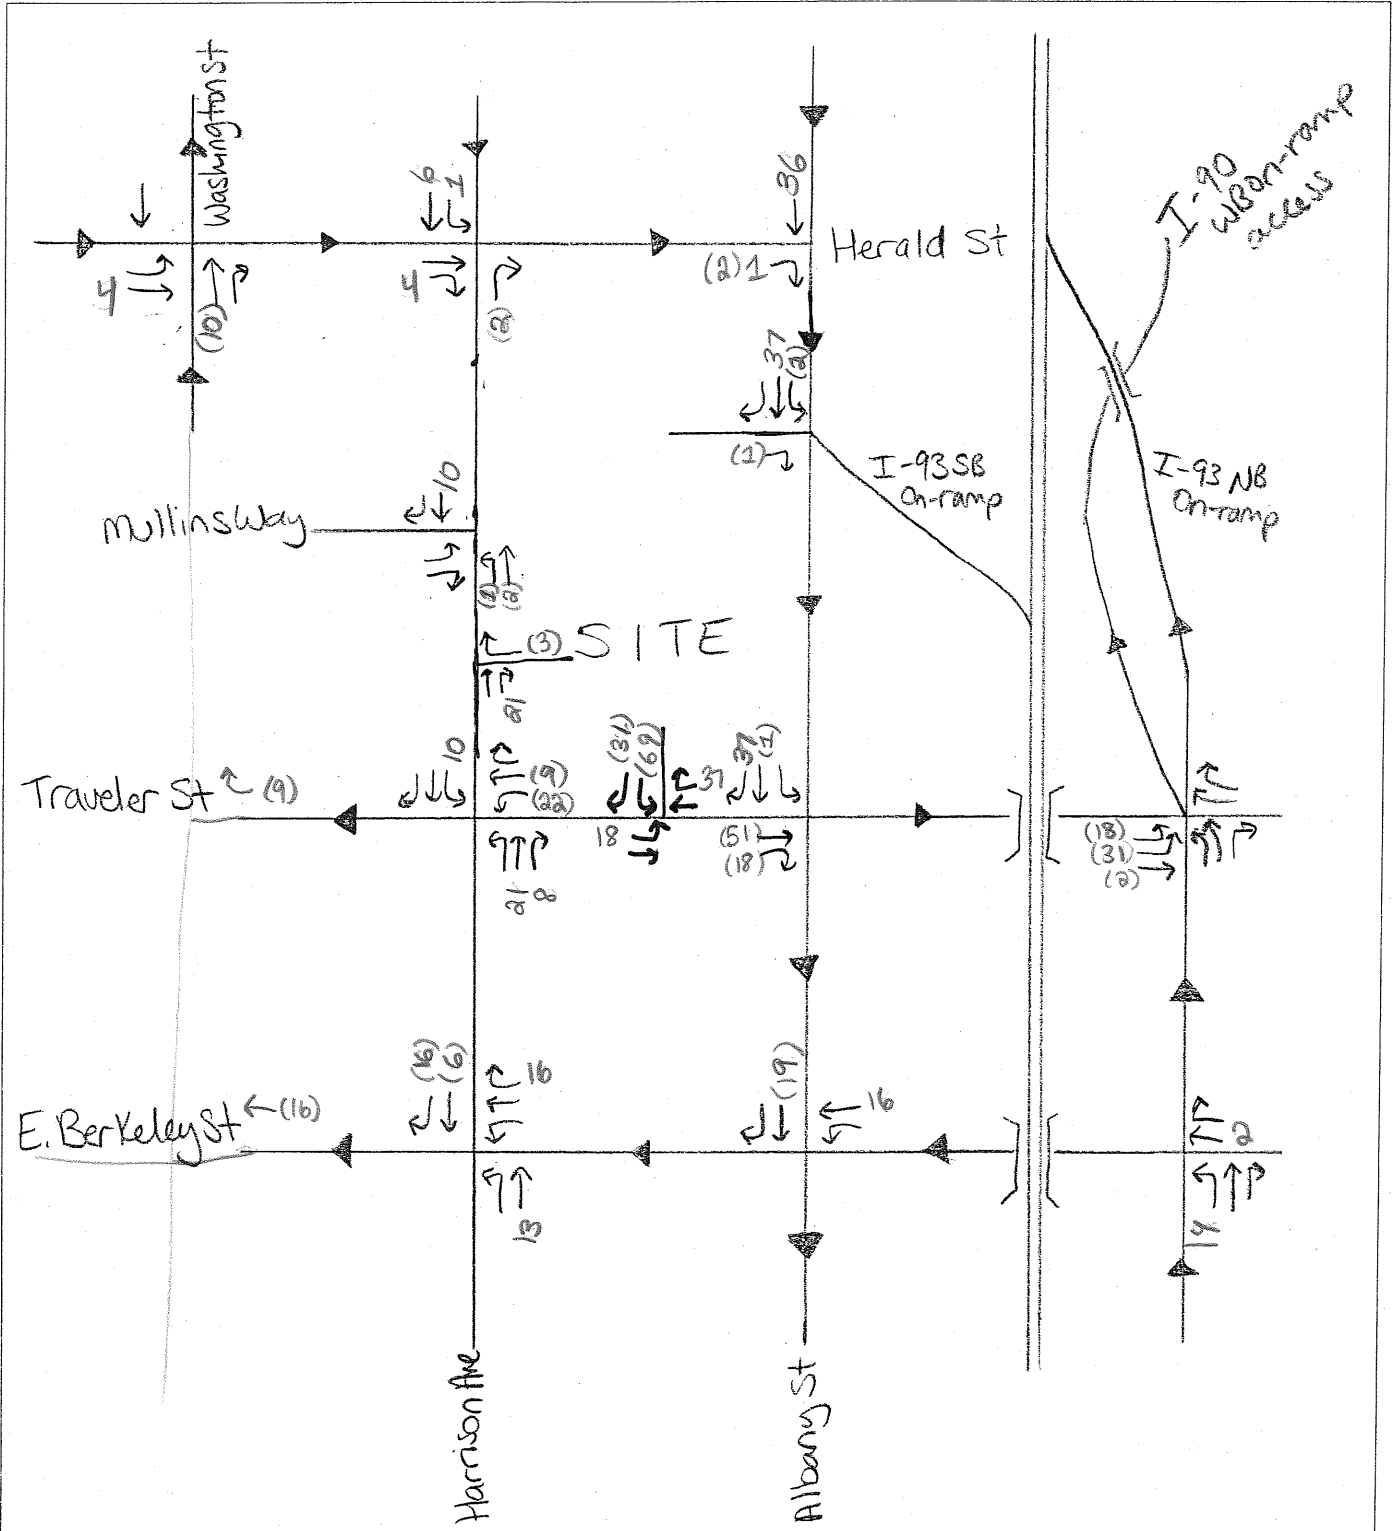 Washington St
I-90
WB on-ramp
access
6
1
36
Herald St
4
(10)
4
(2)
(2) 1
37
(2)
(1)
I-93 SB
On-ramp
I-93 NB
On-ramp
10
Mullins Way
(1)
(2)
(3)
SITE
21
10
(9)
(22)
(31)
(69)
37
37
(1)
Traveler St
(9)
18
(51)
(18)
(18)
(31)
(2)
21
8
(16)
(6)
16
(19)
16
E. Berkeley St
(16)
2
13
14
Harrison Ave
Albany St